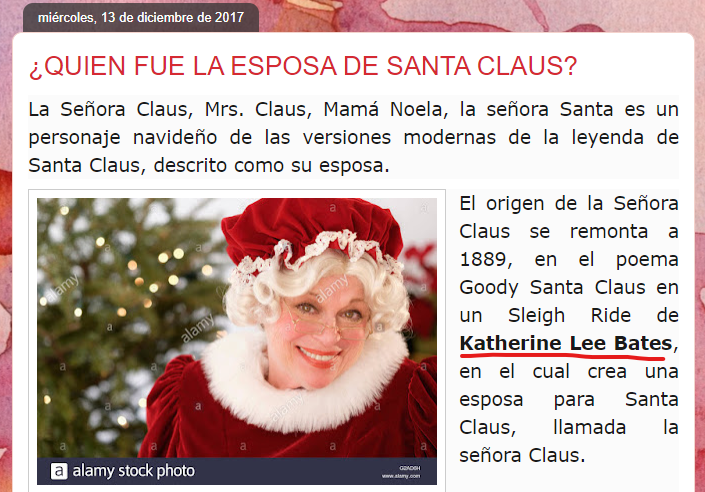 miércoles, 13 de diciembre de 2017
¿QUIEN FUE LA ESPOSA DE SANTA CLAUS?
La Señora Claus, Mrs. Claus, Mamá Noela, la señora Santa es un
personaje navideño de las versiones modernas de la leyenda de
Santa Claus, descrito como su esposa.
El origen de la Señora
Claus se remonta a
1889, en el poema
Goody Santa Claus en
un Sleigh Ride de
Katherine Lee Bates,
en el cual crea una
esposa para Santa
Claus, llamada la
señora Claus.
alamy
alamy
alamy
a alamy stock photo
www.alamy.com